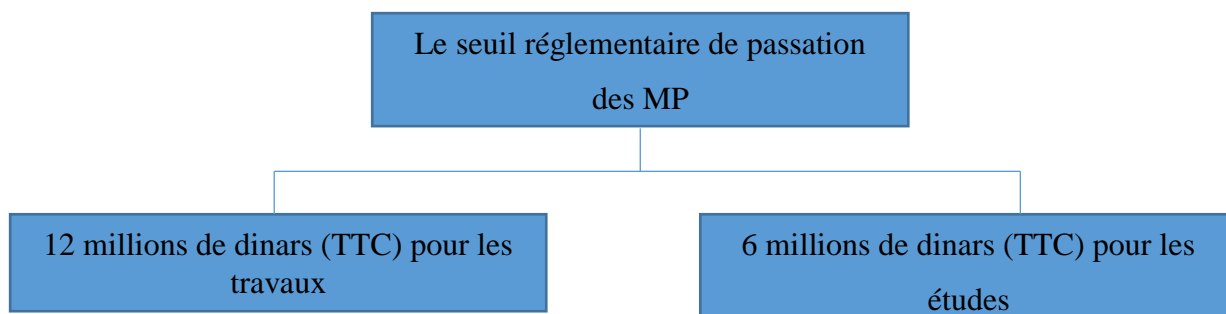 Le seuil réglementaire de passation
des MP
12 millions de dinars (TTC) pour les
travaux
6 millions de dinars (TTC) pour les
études